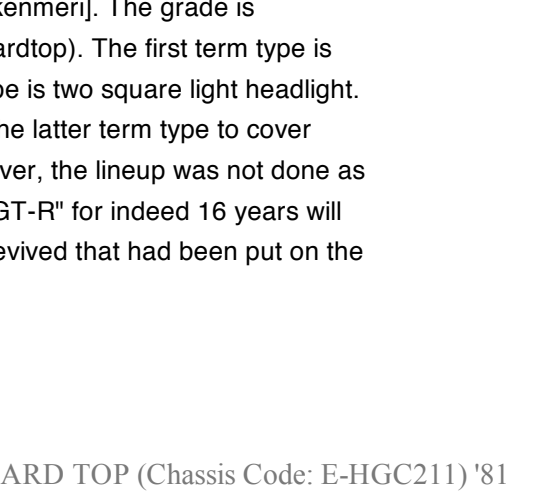 kenmeri]. The grade is
ardtop). The first term type is
pe is two square light headlight.
he latter term type to cover
ver, the lineup was not done as
GT-R" for indeed 16 years will
evived that had been put on the
ARD TOP (Chassis Code: E-HGC211) '81